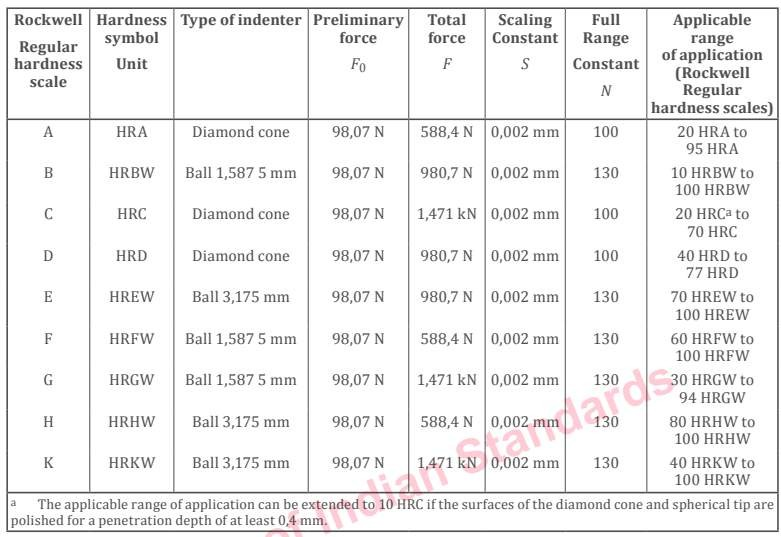 Rockwell Regular hardness scale | Hardness symbol Unit | Type of indenter | Preliminary force F0 | Total force F | Scaling Constant S | Full Range Constant N | Applicable range of application (Rockwell Regular hardness scales)
A | HRA | Diamond cone | 98,07 N | 588,4 N | 0,002 mm | 100 | 20 HRA to 95 HRA
B | HRBW | Ball 1,587 5 mm | 98,07 N | 980,7 N | 0,002 mm | 130 | 10 HRBW to 100 HRBW
C | HRC | Diamond cone | 98,07 N | 1,471 kN | 0,002 mm | 100 | 20 HRCa to 70 HRC
D | HRD | Diamond cone | 98,07 N | 980,7 N | 0,002 mm | 100 | 40 HRD to 77 HRD
E | HREW | Ball 3,175 mm | 98,07 N | 980,7 N | 0,002 mm | 130 | 70 HREW to 100 HREW
F | HRFW | Ball 1,587 5 mm | 98,07 N | 588,4 N | 0,002 mm | 130 | 60 HRFW to 100 HRFW
G | HRGW | Ball 1,587 5 mm | 98,07 N | 1,471 kN | 0,002 mm | 130 | 30 HRGW to 94 HRGW
H | HRHW | Ball 3,175 mm | 98,07 N | 588,4 N | 0,002 mm | 130 | 80 HRHW to 100 HRHW
K | HRKW | Ball 3,175 mm | 98,07 N | 1,471 kN | 0,002 mm | 130 | 40 HRKW to 100 HRKW
a The applicable range of application can be extended to 10 HRC if the surfaces of the diamond cone and spherical tip are
polished for a penetration depth of at least 0,4 mm.
of Indian Standards